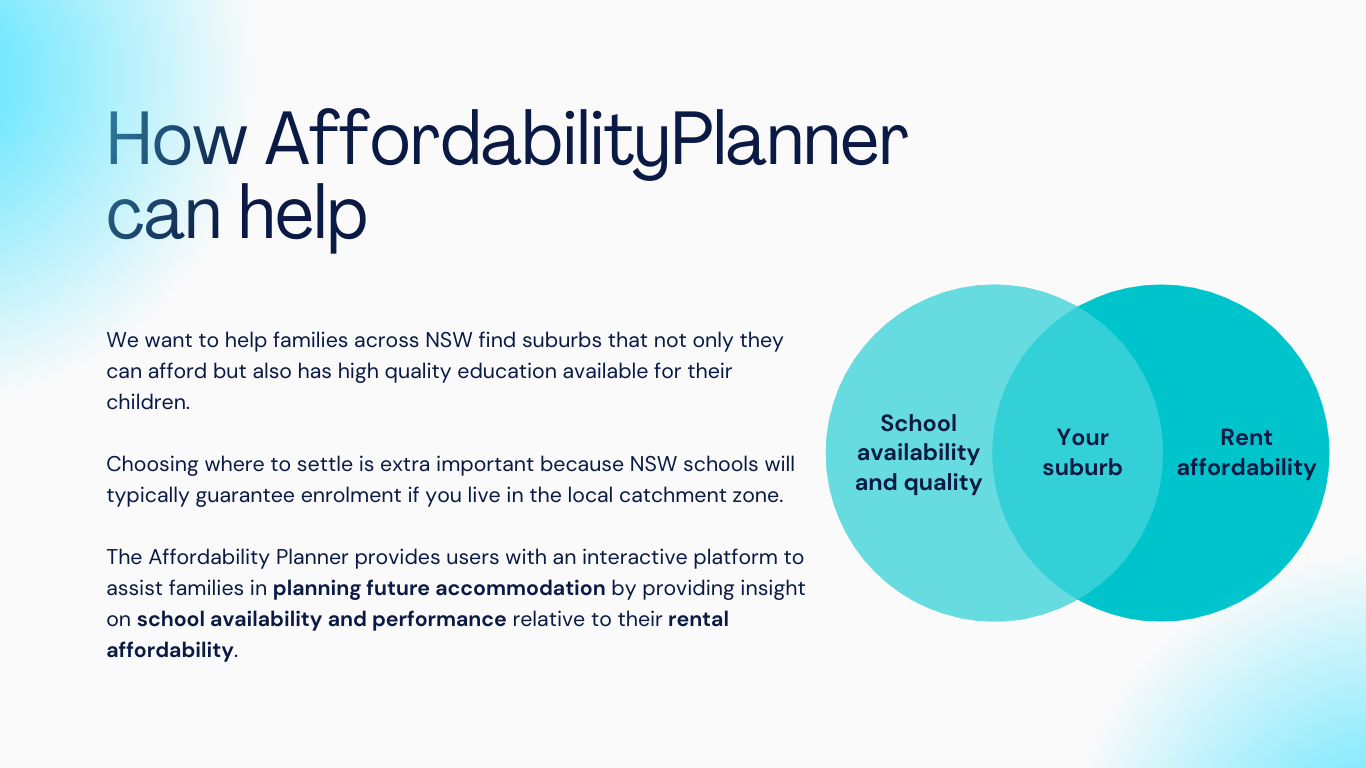 How AffordabilityPlanner
can help
We want to help families across NSW find suburbs that not only they
can afford but also has high quality education available for their
children.
Choosing where to settle is extra important because NSW schools will
typically guarantee enrolment if you live in the local catchment zone.
The Affordability Planner provides users with an interactive platform to
assist families in planning future accommodation by providing insight
on school availability and performance relative to their rental
affordability.
School
availability
and quality
Your
suburb
Rent
affordability